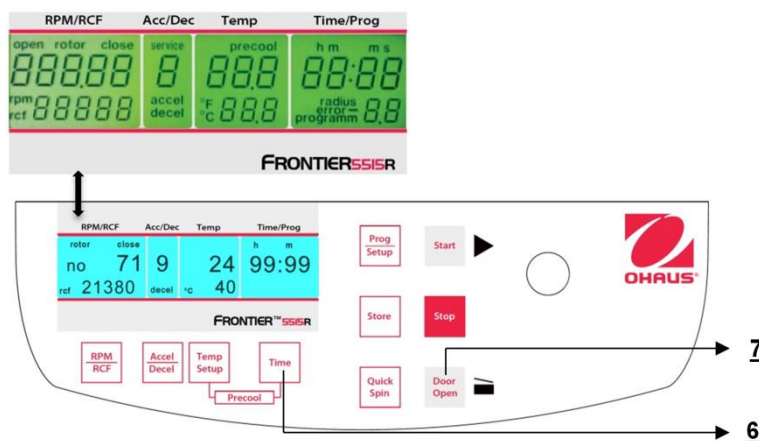 RPM/RCF Acc/Dec Temp Time/Prog
open rotor close service precool h m m s
888.88 8 88.8 88:88
rpm accel °F radius
rcf 88888 decel °C 88.8 error
programm 8.8
FRONTIER5515R
RPM/RCF Acc/Dec Temp Time/Prog
rotor close h m
no 71 9 24 99:99
rcf 21380 decel °C 40
FRONTIER™ 5515R
RPM
RCF
Accel
Decel
Temp
Setup
Time
Precool
Prog
Setup
Start
Store
Stop
Quick
Spin
Door
Open
OHAUS®
7
6